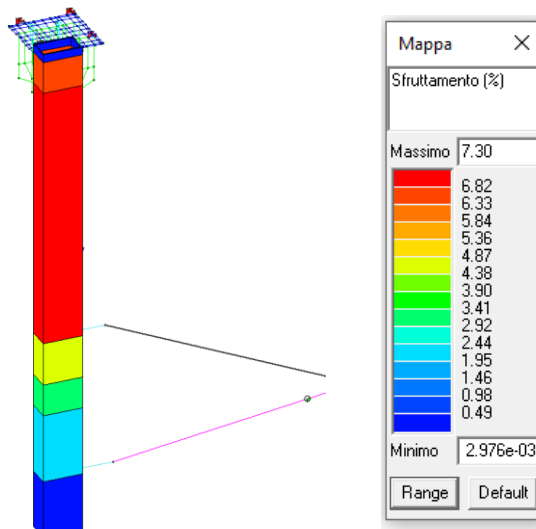 Mappa
Sfruttamento (%)
Massimo 7.30
6.82
6.33
5.84
5.36
4.87
4.38
3.90
3.41
2.92
2.44
1.95
1.46
0.98
0.49
Minimo 2.976e-03
Range Default